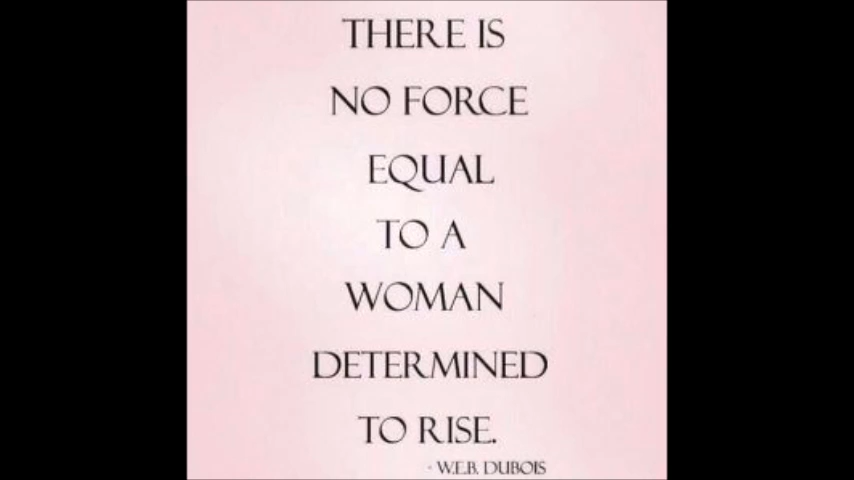 THERE IS
NO FORCE
EQUAL
TO A
WOMAN
DETERMINED
TO RISE.
- W.E.B. DUBOIS